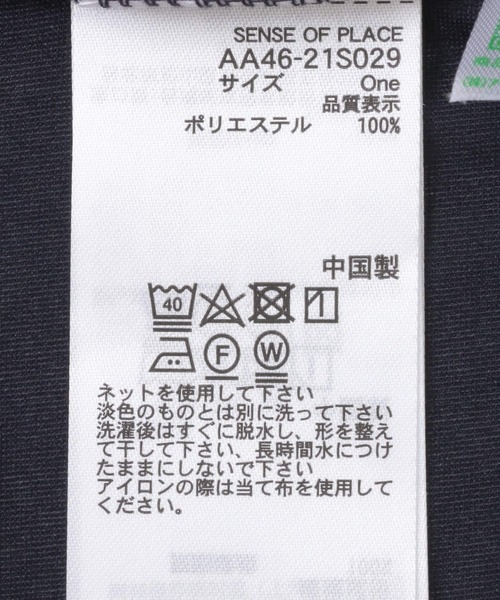 SENSE OF PLACE
AA46-21S029
サイズ One
品質表示
ポリエステル 100%
中国製
40
F W
ネットを使用して下さい
淡色のものとは別に洗って下さい
洗濯後はすぐに脱水し、形を整え
て干して下さい、長時間水につけ
たままにしないで下さい
アイロンの際は当て布を使用して
ください。